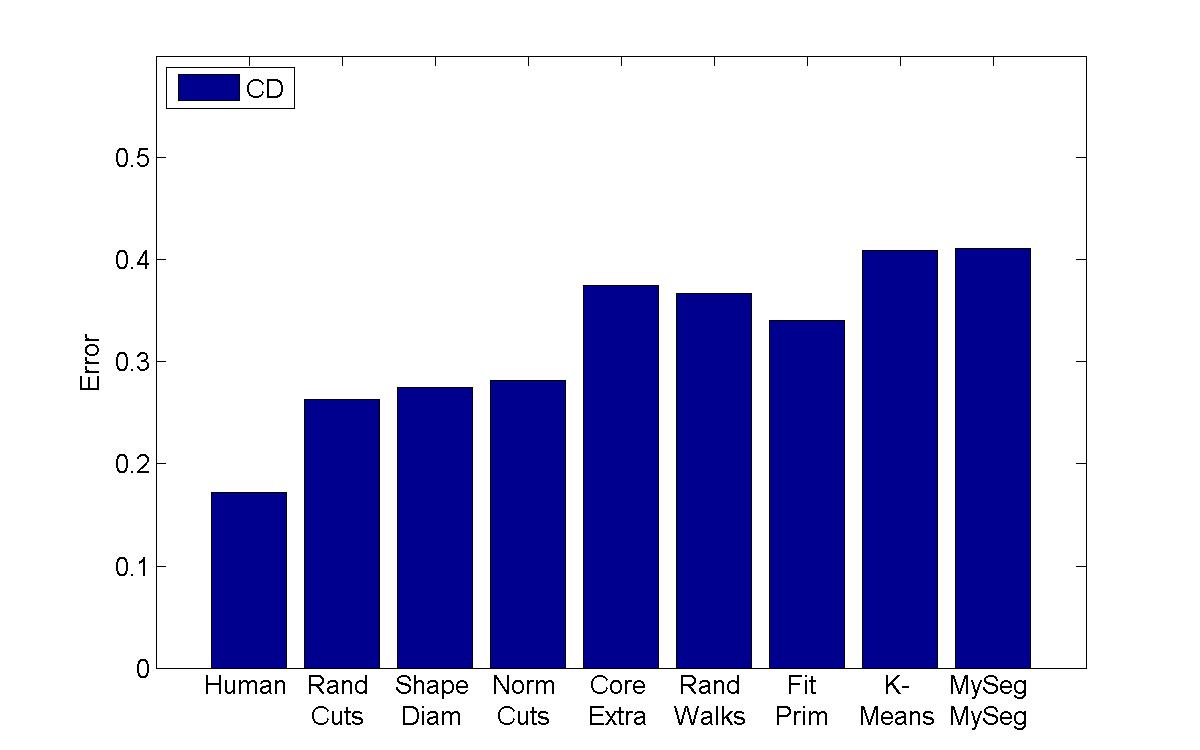 CD
0.5
0.4
0.3
0.2
0.1
0
Error
Human Rand Shape Norm Core Rand Fit K- MySeg
Cuts Diam Cuts Extra Walks Prim Means MySeg